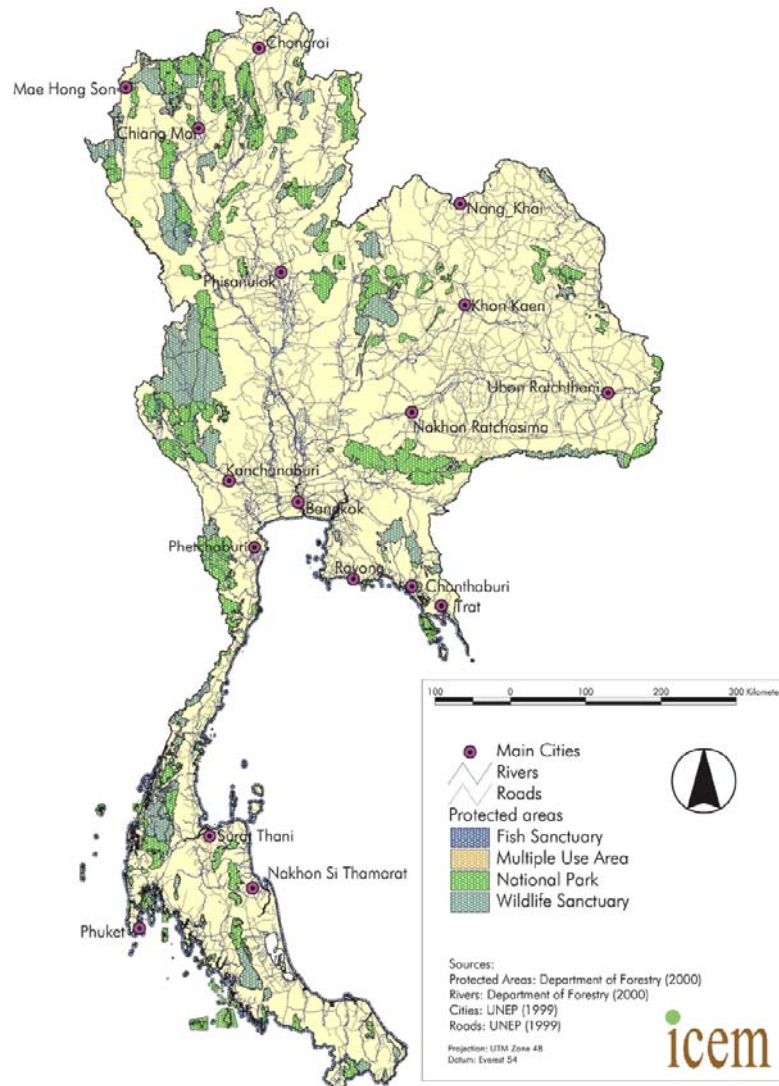 Chongrai
Mae Hong Son
Chiang Mai
Nong Khai
Phisanulok
Khon Kaen
Ubon Ratchthani
Nakhon Ratchasima
Kanchanaburi
Bangkok
Phetchaburi
Rayong
Chanthaburi
Trat
100 0 100 200 300 Kilomete
Main Cities
Rivers
Roads
Protected areas
Fish Sanctuary
Multiple Use Area
National Park
Wildlife Sanctuary
Surat Thani
Nakhon Si Thamarat
Phuket
Sources:
Protected Areas: Department of Forestry (2000)
Rivers: Department of Forestry (2000)
Cities: UNEP (1999)
Roads: UNEP (1999)
Projection: UTM Zone 48
Datum: Everest 54
icem